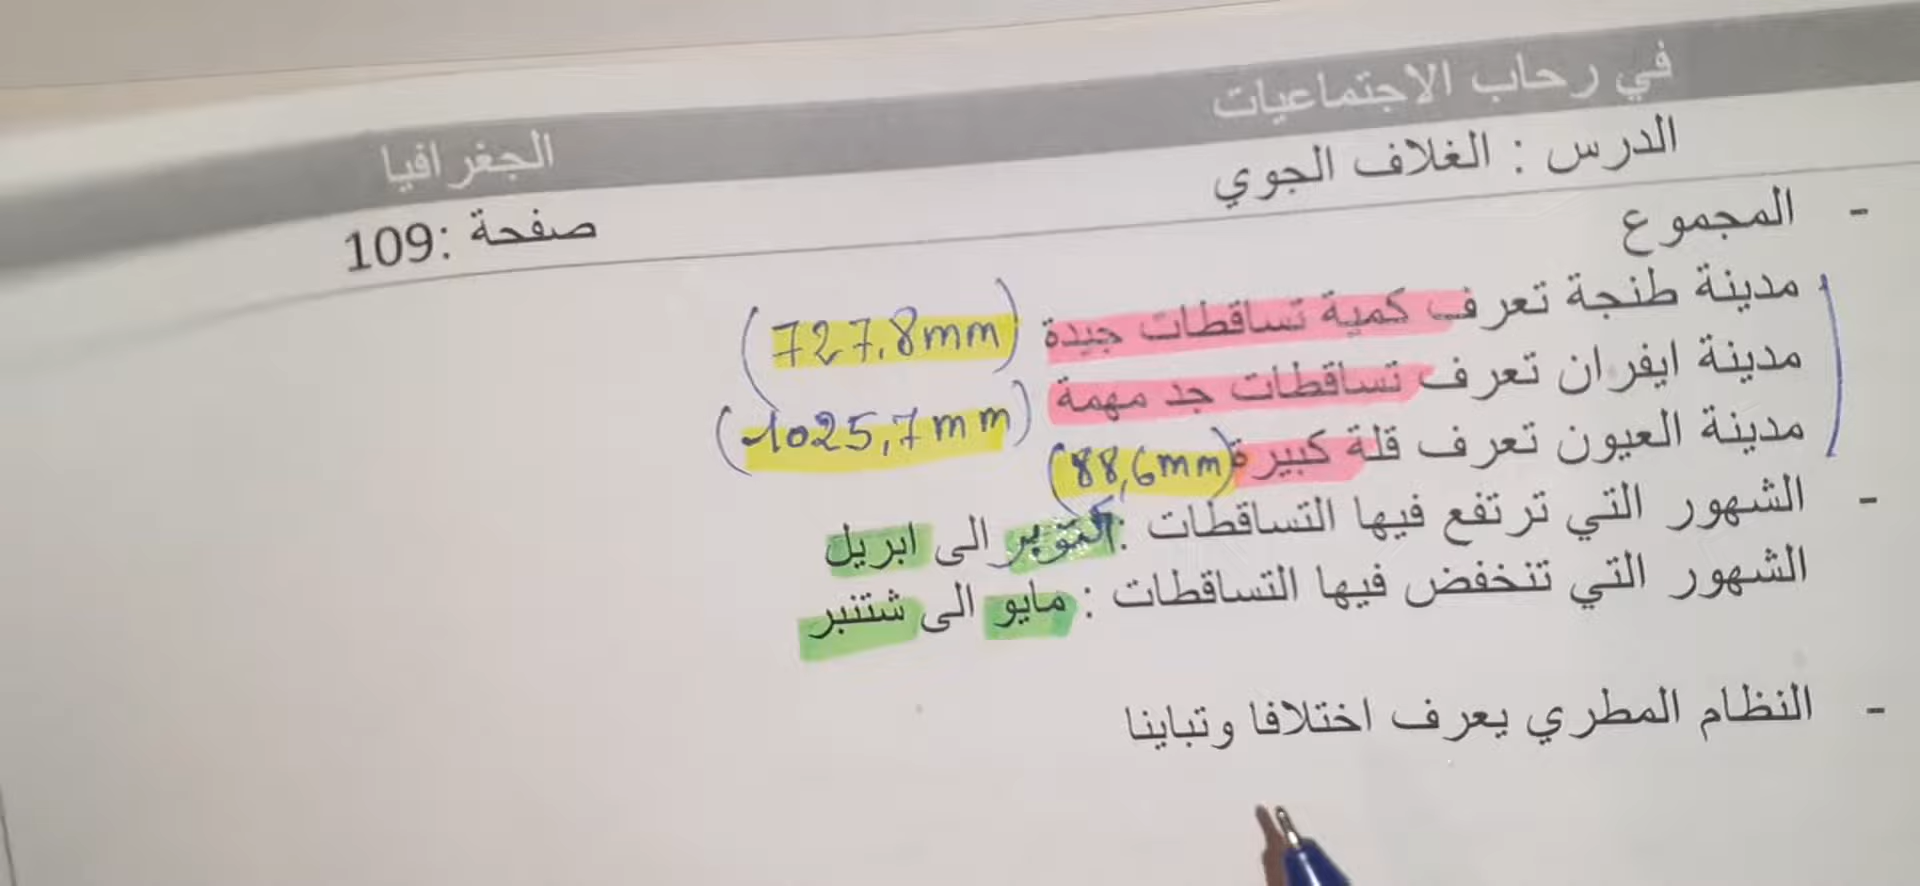 في رحاب الاجتماعيات
الجغرافيا
الدرس : الغلاف الجوي
صفحة :109
- المجموع
مدينة طنجة تعرف كمية تساقطات جيدة (727.8mm)
مدينة ايفران تعرف تساقطات جد مهمة (1025,7mm)
مدينة العيون تعرف قلة كبيرة (88,6mm)
- الشهور التي ترتفع فيها التساقطات : اكتوبر الى ابريل
الشهور التي تنخفض فيها التساقطات : مايو الى شتنبر
- النظام المطري يعرف اختلافا وتباينا